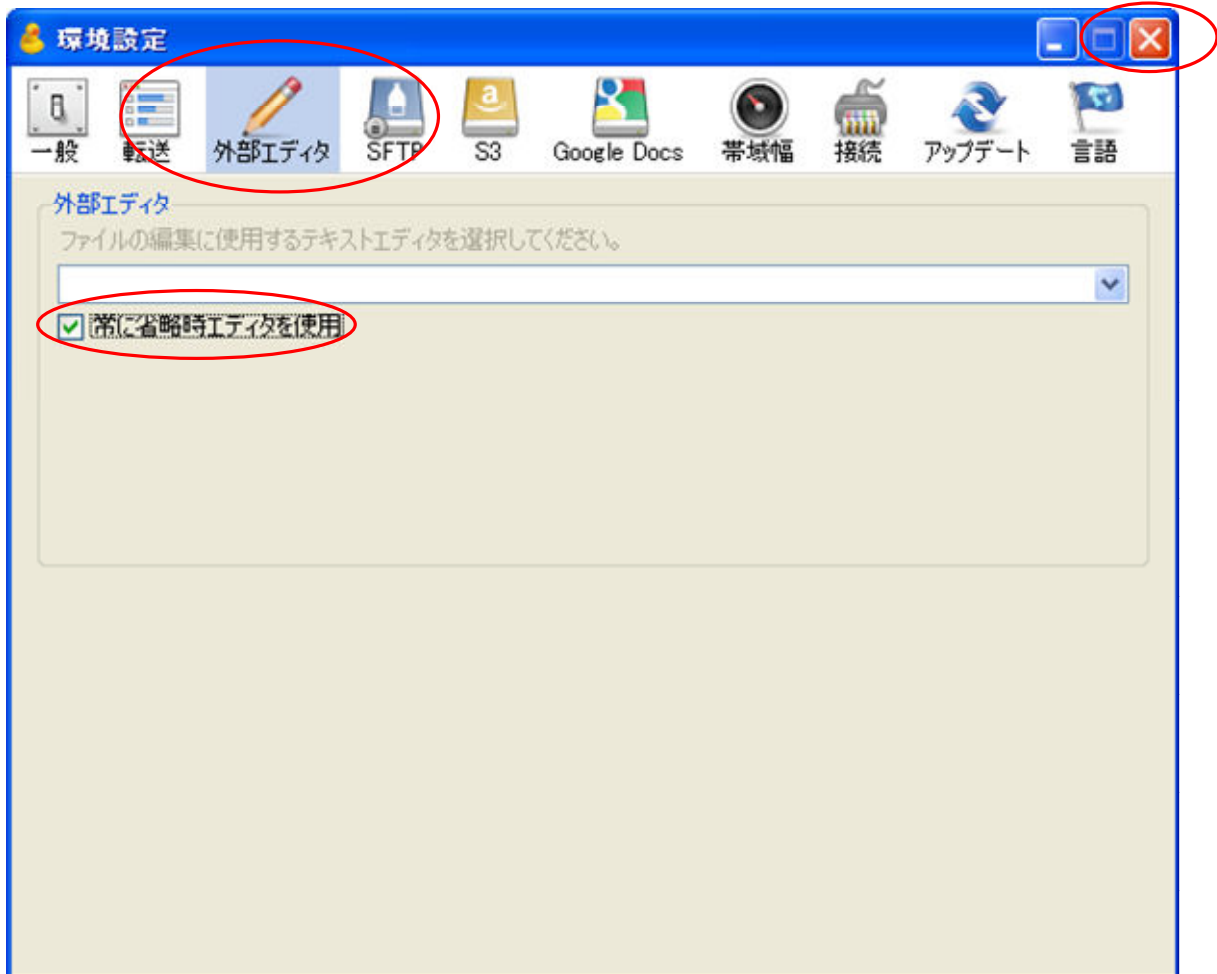 環境設定
一般 転送 外部エディタ SFTP S3 Google Docs 帯域幅 接続 アップデート 言語
外部エディタ
ファイルの編集に使用するテキストエディタを選択してください。
常に省略時エディタを使用